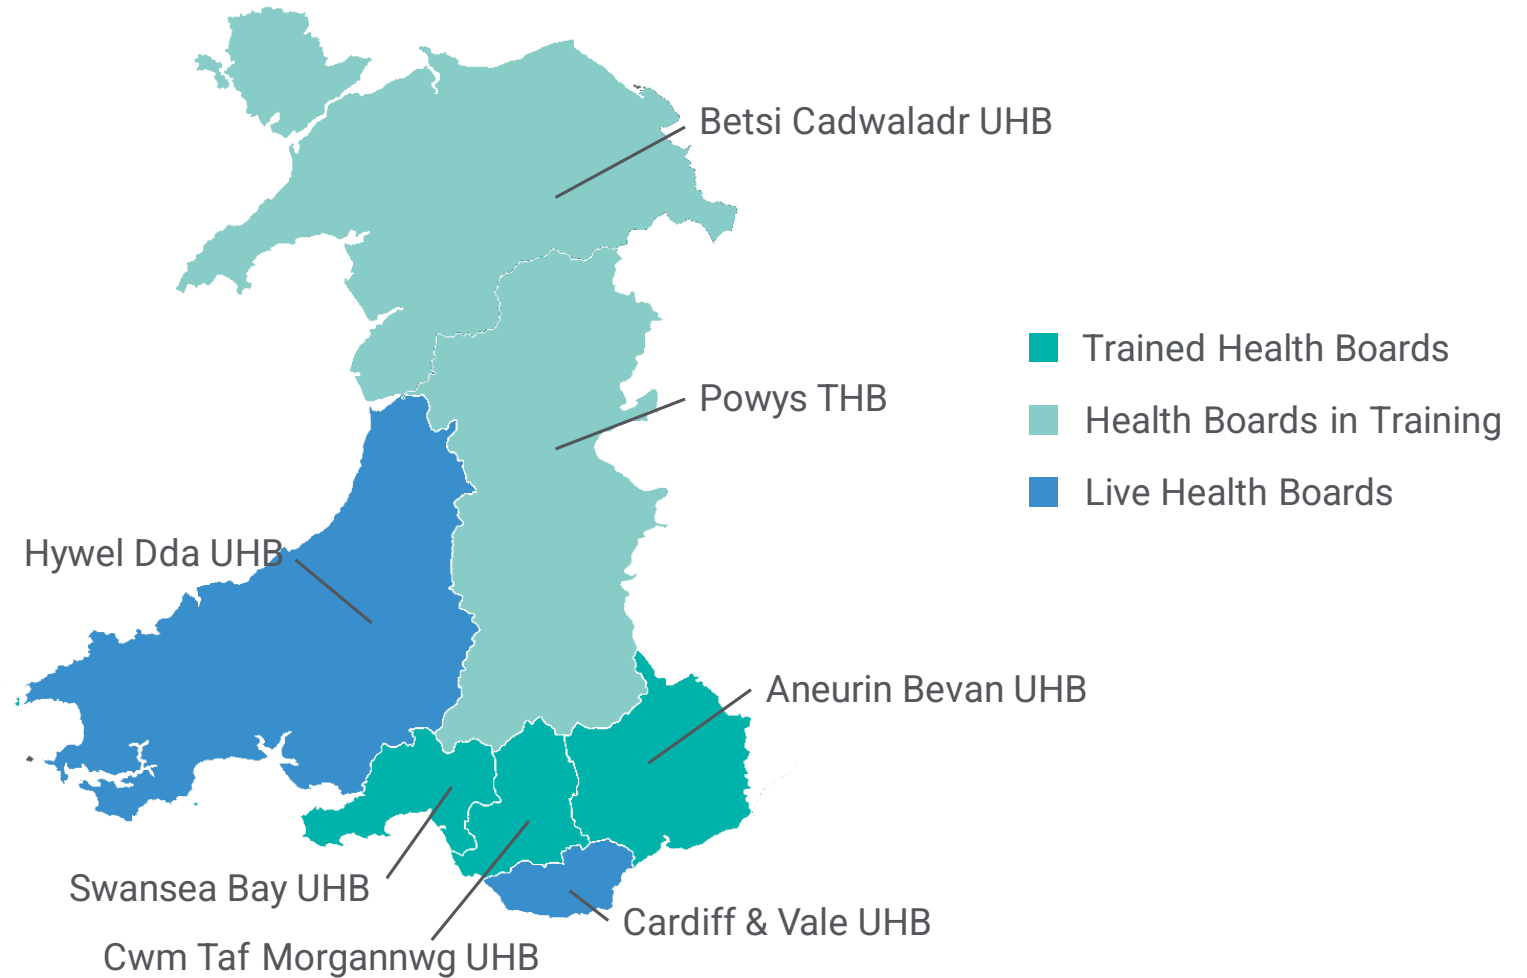 Betsi Cadwaladr UHB
Trained Health Boards
Powys THB
Health Boards in Training
Live Health Boards
Hywel Dda UHB
Aneurin Bevan UHB
Swansea Bay UHB
Cardiff & Vale UHB
Cwm Taf Morgannwg UHB